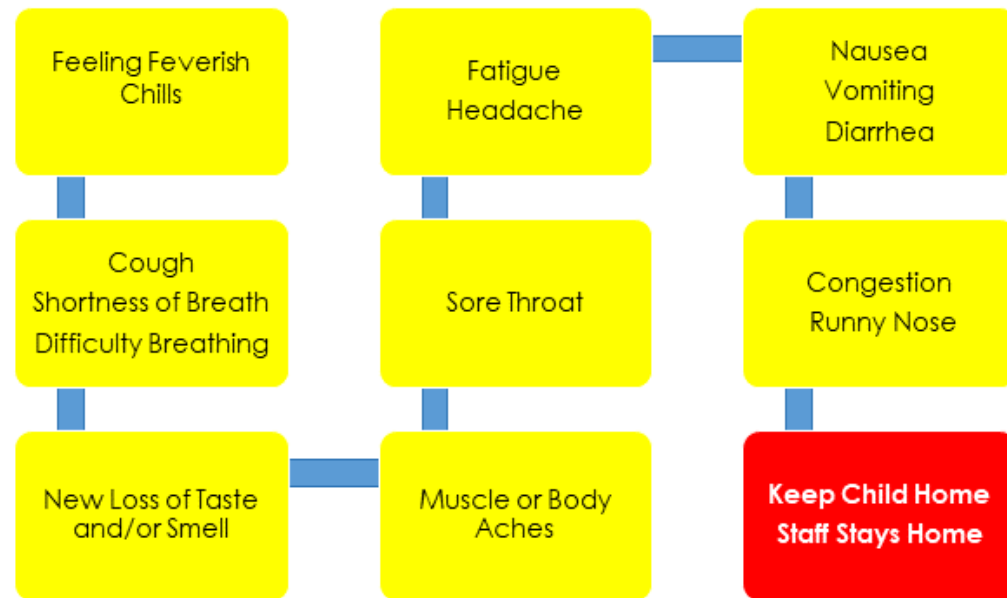 Feeling Feverish
Chills
Cough
Shortness of Breath
Difficulty Breathing
New Loss of Taste
and/or Smell
Muscle or Body
Aches
Sore Throat
Fatigue
Headache
Nausea
Vomiting
Diarrhea
Congestion
Runny Nose
Keep Child Home
Staff Stays Home